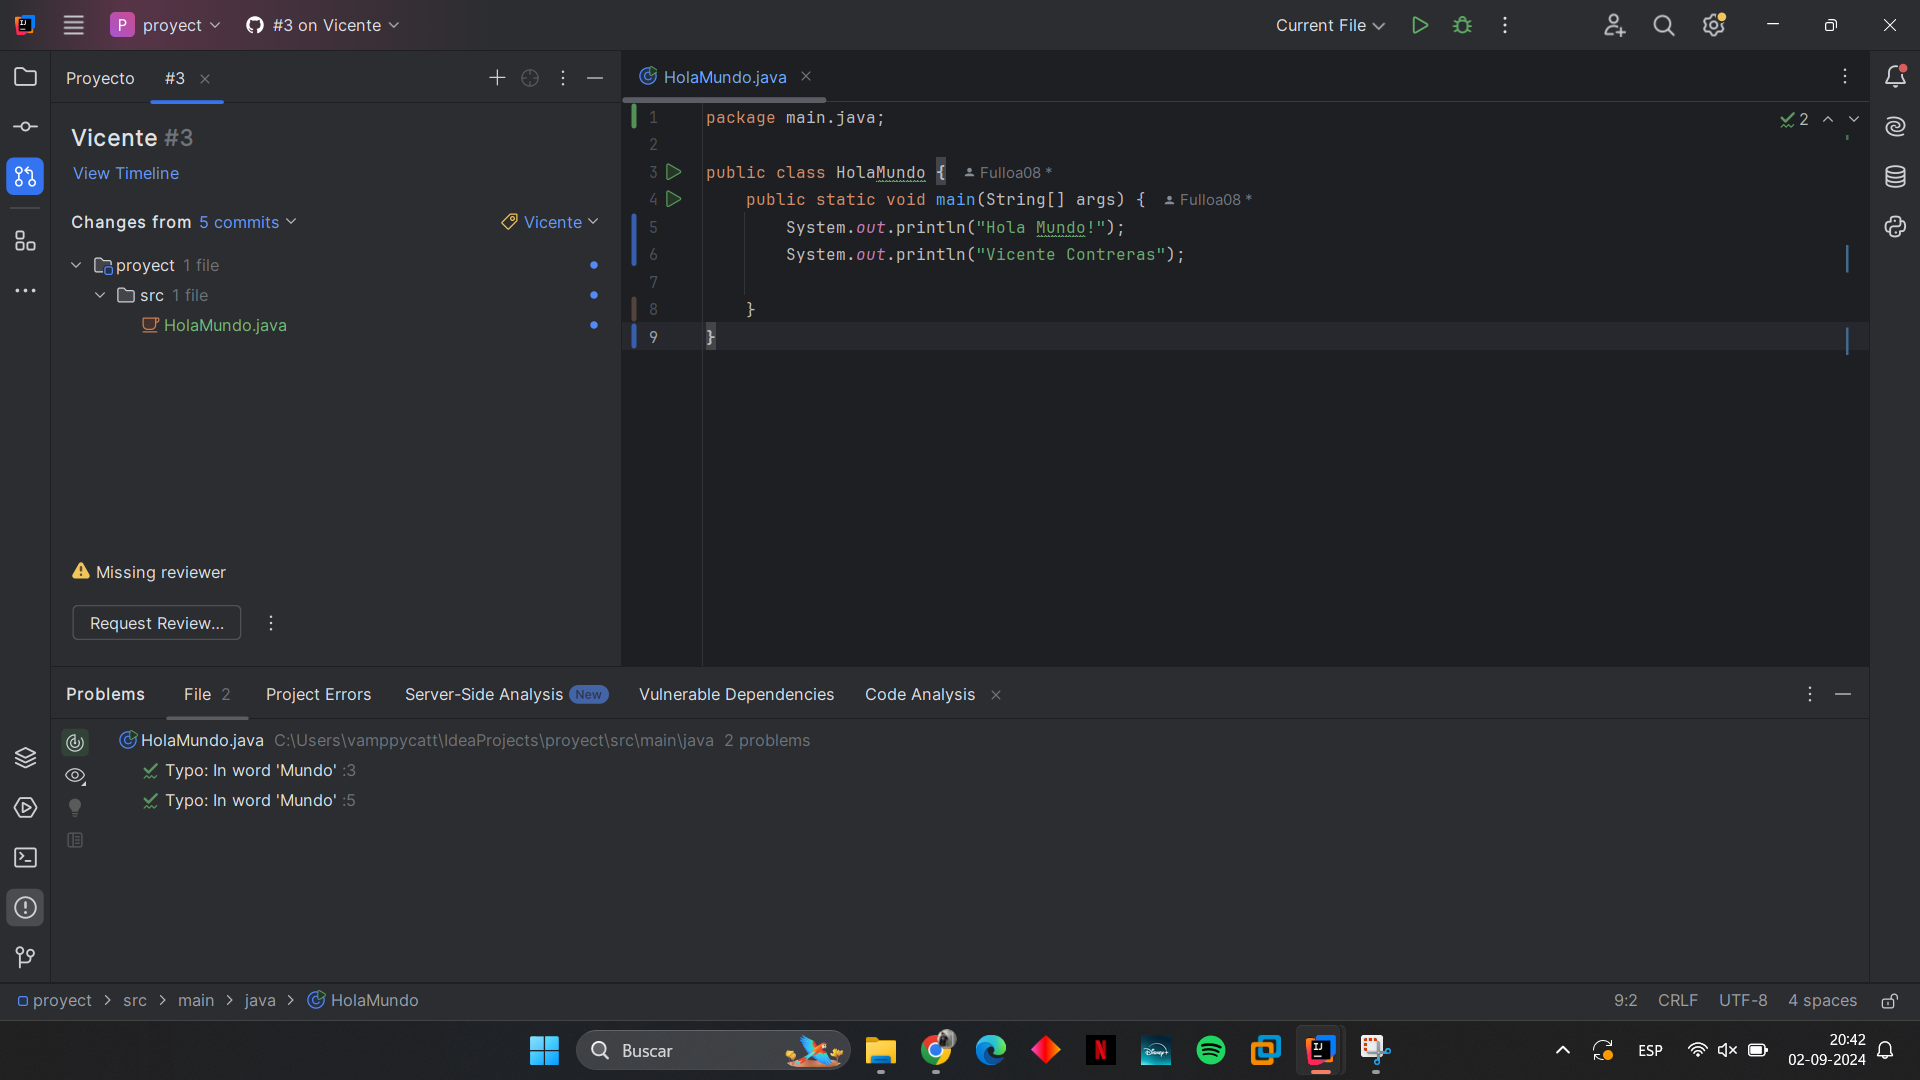 P proyect #3 on Vicente Current File
Proyecto #3 HolaMundo.java
Vicente #3
View Timeline
Changes from 5 commits Vicente
proyect 1 file
src 1 file
HolaMundo.java
Missing reviewer
Request Review...
1 package main.java;
2
3 public class HolaMundo { Fulloa08 *
4 public static void main(String[] args) { Fulloa08 *
5 System.out.println("Hola Mundo!");
6 System.out.println("Vicente Contreras");
7
8 }
9 }
2
Problems File 2 Project Errors Server-Side Analysis New Vulnerable Dependencies Code Analysis
HolaMundo.java C:\Users\vamppycatt\IdeaProjects\proyect\src\main\java 2 problems
Typo: In word 'Mundo' :3
Typo: In word 'Mundo' :5
proyect > src > main > java > HolaMundo 9:2 CRLF UTF-8 4 spaces
Buscar N Disney+ IJ ESP 20:42
02-09-2024